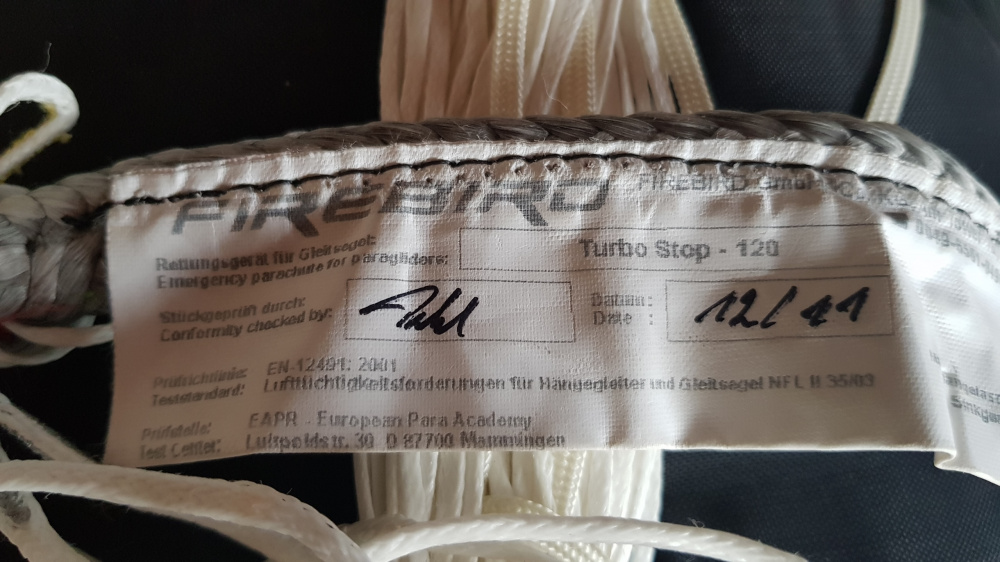 FIREBIRD
FIREBIRD GmbH
Rettungsgerät für Gleitsegel:
Emergency parachute for paragliders:
Turbo Stop - 120
Stückgeprüft durch:
Conformity checked by:
Datum:
Date :
12/11
Prüfrichtlinie:
Teststandard:
EN-12491: 2001
Lufttüchtigkeitsforderungen für Hängegleiter und Gleitsegel NFL II 35/03
Prüfstelle:
Test Center:
EAPR - European Para Academy
Luitpoldstr. 30 D 87700 Memmingen